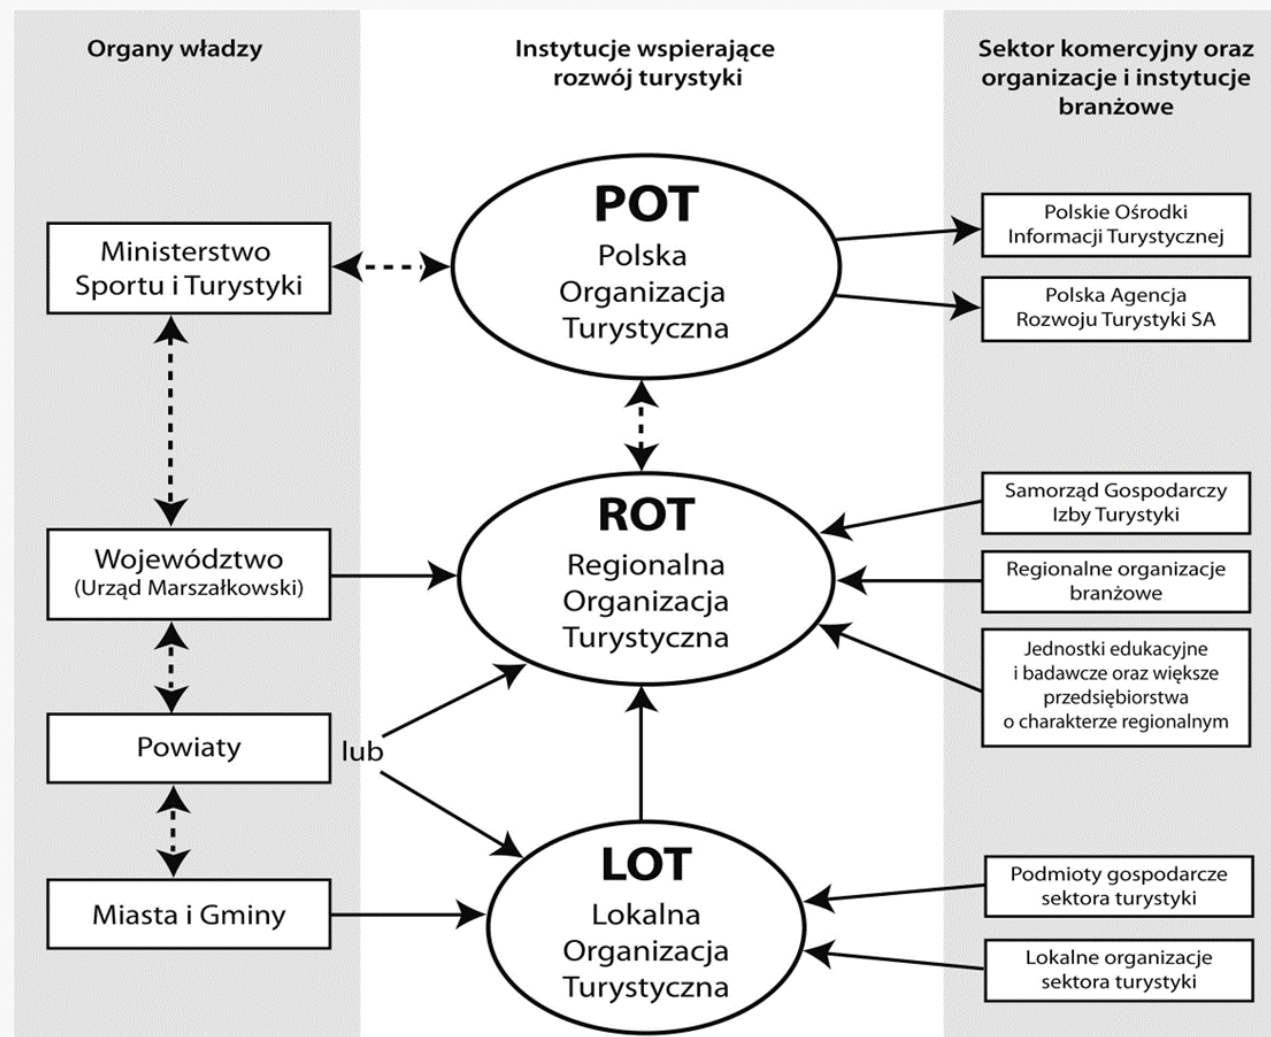 Organy władzy
Instytucje wspierające
rozwój turystyki
Sektor komercyjny oraz
organizacje i instytucje
branżowe
POT
Polska
Organizacja
Turystyczna
Ministerstwo
Sportu i Turystyki
Polskie Ośrodki
Informacji Turystycznej
Polska Agencja
Rozwoju Turystyki SA
Województwo
(Urząd Marszałkowski)
ROT
Regionalna
Organizacja
Turystyczna
Samorząd Gospodarczy
Izby Turystyki
Regionalne organizacje
branżowe
Jednostki edukacyjne
i badawcze oraz większe
przedsiębiorstwa
o charakterze regionalnym
Powiaty
lub
Miasta i Gminy
LOT
Lokalna
Organizacja
Turystyczna
Podmioty gospodarcze
sektora turystyki
Lokalne organizacje
sektora turystyki